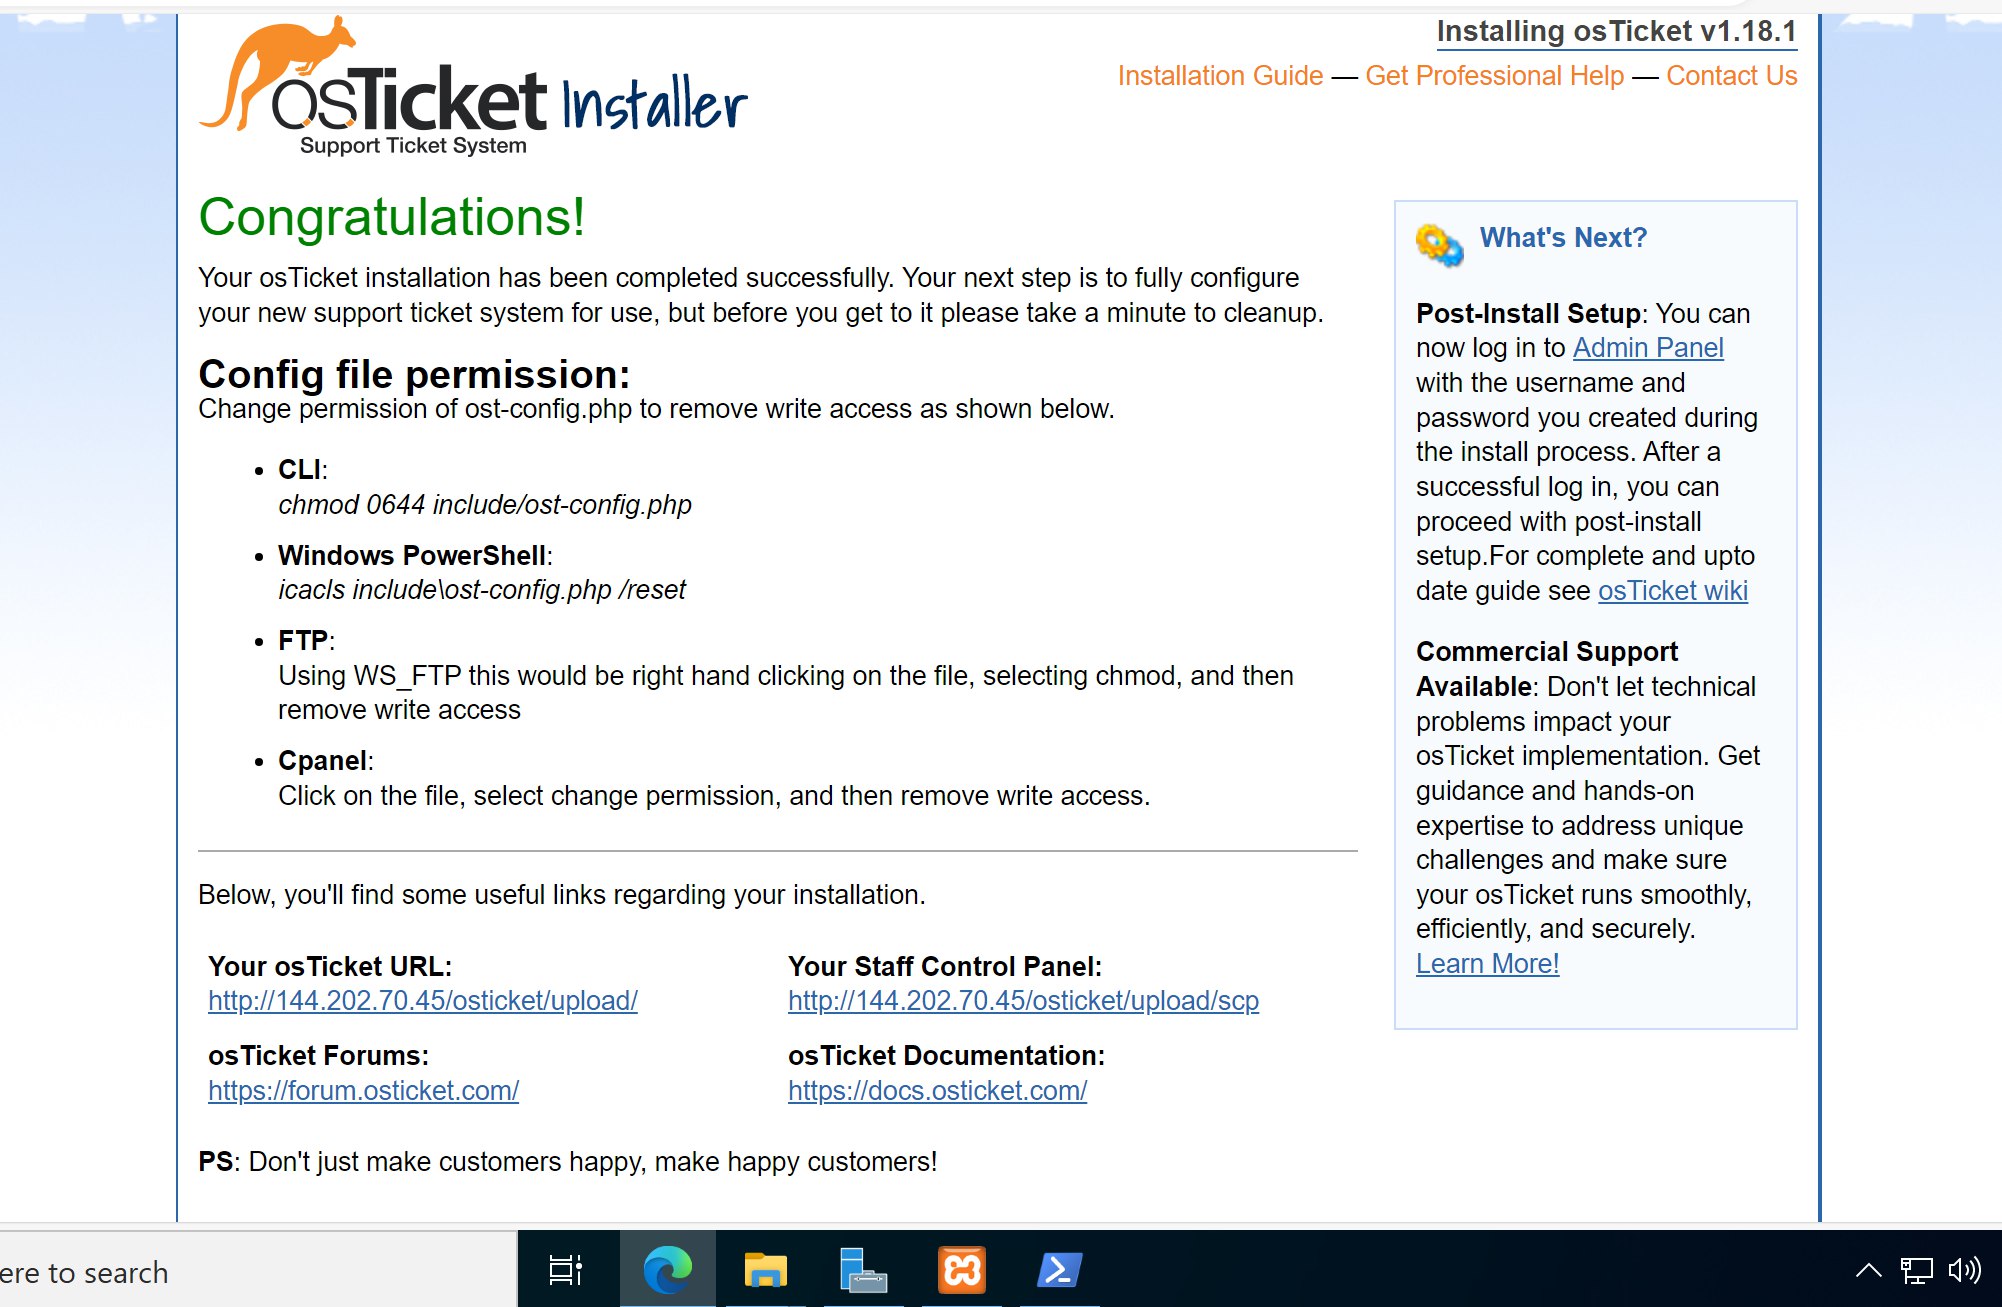 Installing osTicket v1.18.1
Installation Guide — Get Professional Help — Contact Us
osTicket Installer
Support Ticket System
Congratulations!
Your osTicket installation has been completed successfully. Your next step is to fully configure
your new support ticket system for use, but before you get to it please take a minute to cleanup.
Config file permission:
Change permission of ost-config.php to remove write access as shown below.
• CLI:
chmod 0644 include/ost-config.php
• Windows PowerShell:
icacls include\ost-config.php /reset
• FTP:
Using WS_FTP this would be right hand clicking on the file, selecting chmod, and then
remove write access
• Cpanel:
Click on the file, select change permission, and then remove write access.
Below, you'll find some useful links regarding your installation.
Your osTicket URL:
http://144.202.70.45/osticket/upload/
Your Staff Control Panel:
http://144.202.70.45/osticket/upload/scp
osTicket Forums:
https://forum.osticket.com/
osTicket Documentation:
https://docs.osticket.com/
PS: Don't just make customers happy, make happy customers!
What's Next?
Post-Install Setup: You can
now log in to Admin Panel
with the username and
password you created during
the install process. After a
successful log in, you can
proceed with post-install
setup.For complete and upto
date guide see osTicket wiki
Commercial Support
Available: Don't let technical
problems impact your
osTicket implementation. Get
guidance and hands-on
expertise to address unique
challenges and make sure
your osTicket runs smoothly,
efficiently, and securely.
Learn More!
ere to search